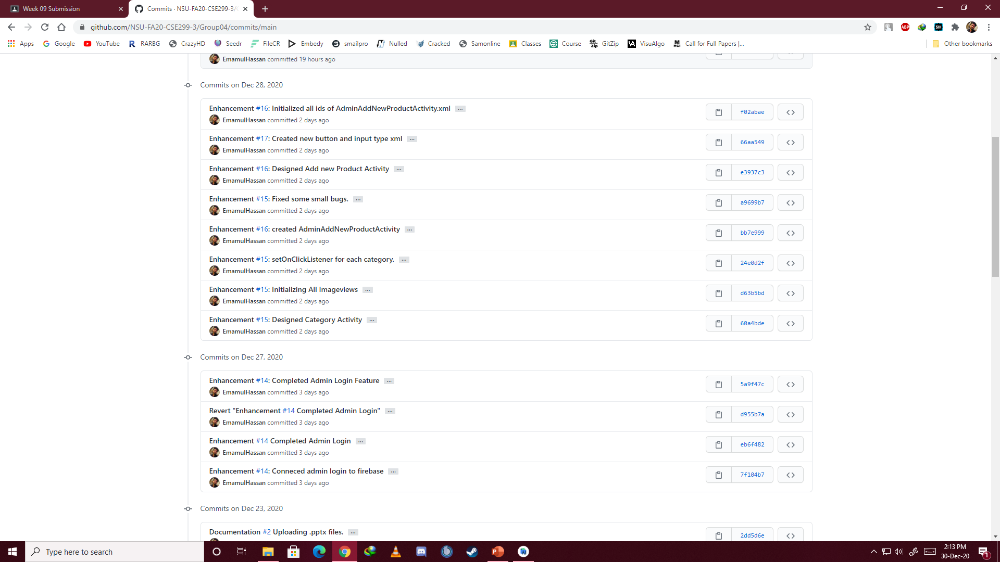 Week 09 Submission
Commits · NSU-FA20-CSE299-3/
github.com/NSU-FA20-CSE299-3/Group04/commits/main
Apps Google YouTube RARBG CrazyHD Seedr FileCR Embedy smailpro Nulled Cracked Samonline Classes Course GitZip VisuAlgo Call for Full Papers |... Other bookmarks
EmamulHassan committed 19 hours ago
Commits on Dec 28, 2020
Enhancement #16: Initialized all ids of AdminAddNewProductActivity.xml ...
f02abae
EmamulHassan committed 2 days ago
Enhancement #17: Created new button and input type xml ...
66aa549
EmamulHassan committed 2 days ago
Enhancement #16: Designed Add new Product Activity ...
e3937c3
EmamulHassan committed 2 days ago
Enhancement #15: Fixed some small bugs. ...
a9699b7
EmamulHassan committed 2 days ago
Enhancement #16: created AdminAddNewProductActivity ...
bb7e999
EmamulHassan committed 2 days ago
Enhancement #15: setOnClickListener for each category. ...
24e0d2f
EmamulHassan committed 2 days ago
Enhancement #15: Initializing All Imageviews ...
d63b5bd
EmamulHassan committed 2 days ago
Enhancement #15: Designed Category Activity ...
60a4bde
EmamulHassan committed 2 days ago
Commits on Dec 27, 2020
Enhancement #14: Completed Admin Login Feature ...
5a9f47c
EmamulHassan committed 3 days ago
Revert "Enhancement #14 Completed Admin Login" ...
d955b7a
EmamulHassan committed 3 days ago
Enhancement #14 Completed Admin Login ...
eb6f482
EmamulHassan committed 3 days ago
Enhancement #14: Conneced admin login to firebase ...
7f104b7
EmamulHassan committed 3 days ago
Commits on Dec 23, 2020
Documentation #2 Uploading .pptx files. ...
2dd5d6e
Type here to search
2:13 PM
30-Dec-20
1